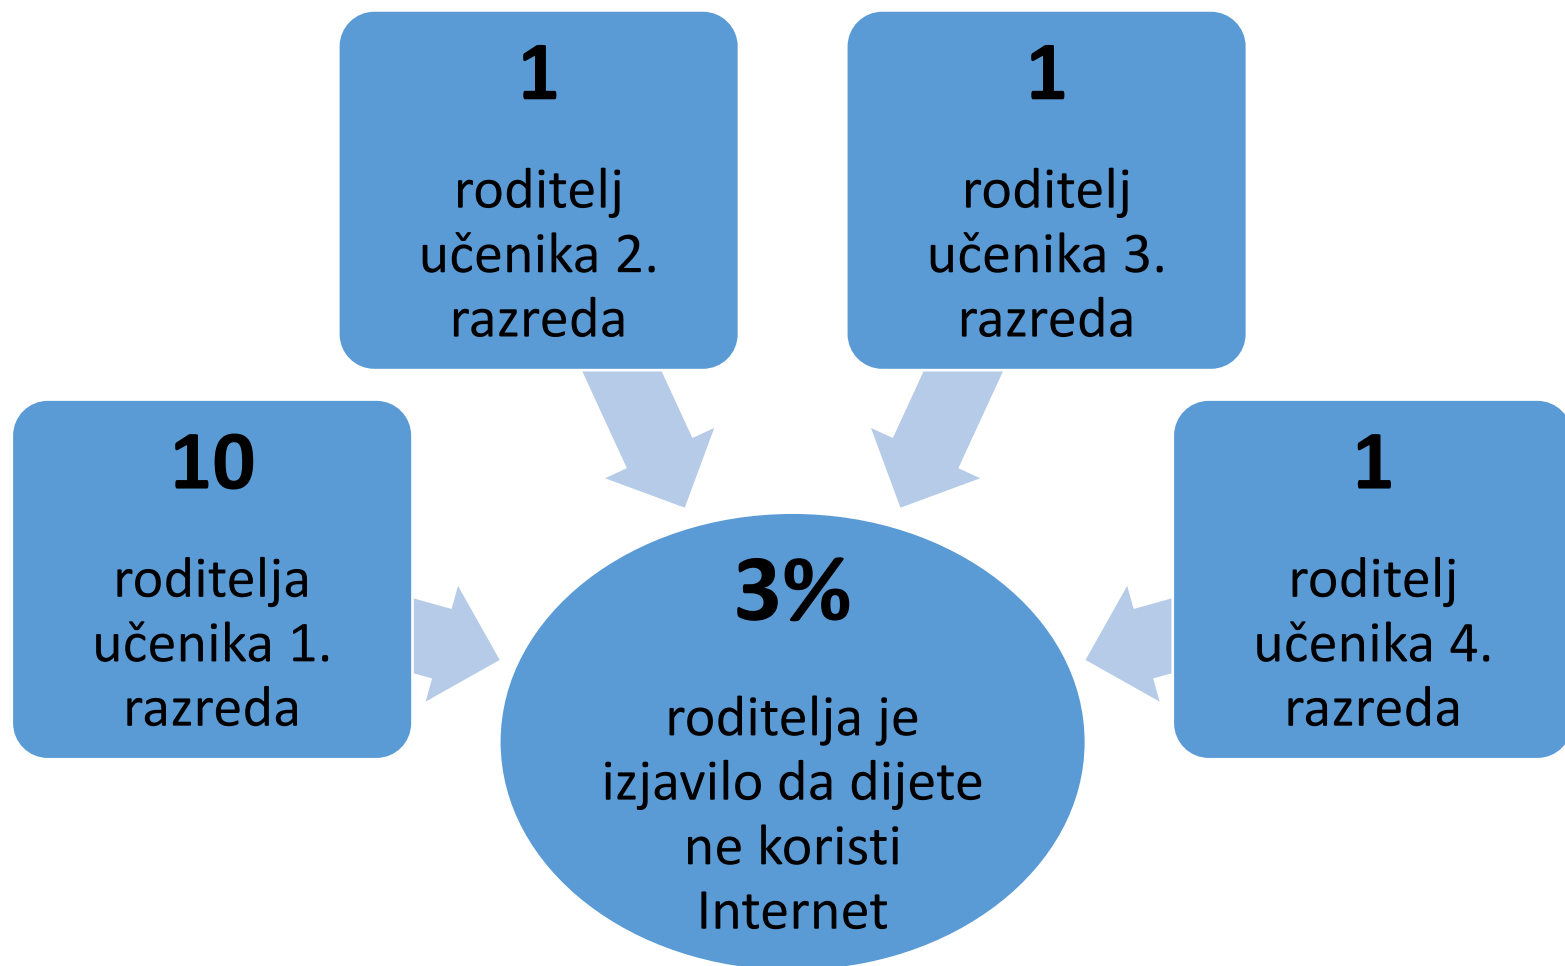 1
roditelj
učenika 2.
razreda
1
roditelj
učenika 3.
razreda
10
roditelja
učenika 1.
razreda
1
roditelj
učenika 4.
razreda
3%
roditelja je
izjavilo da dijete
ne koristi
Internet